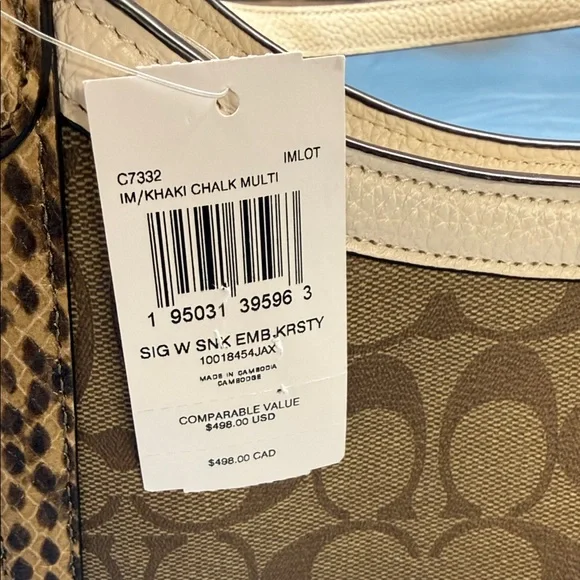 C7332
IMLOT
IM/KHAKI CHALK MULTI
1 95031 39596 3
SIG W SNK EMB.KRSTY
10018454JAX
MADE IN CAMBODIA
CAMBODGE
COMPARABLE VALUE
$498.00 USD
$498.00 CAD